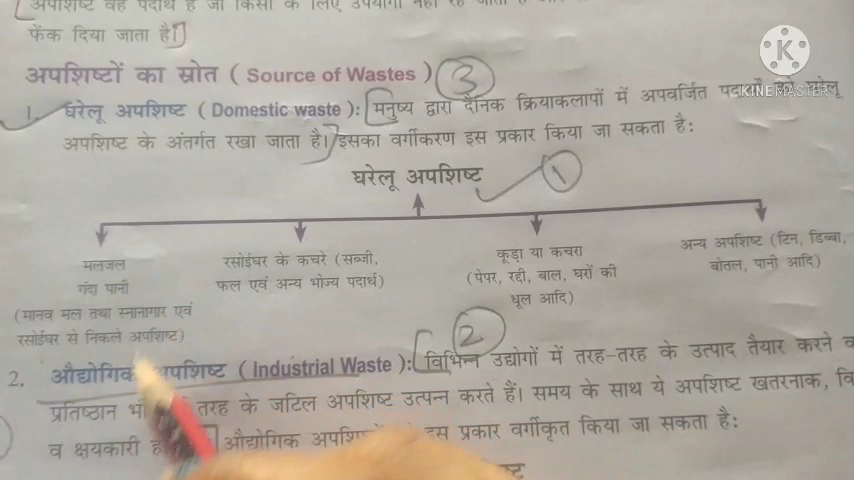 अपशिष्ट वह पदार्थ है जो किसी के लिए उपयोगी नहीं रह जाता है
फेंक दिया जाता है।
अपशिष्टों का स्रोत ( Source of Wastes ) 3
KINEMASTER
1. घरेलू अपशिष्ट ( Domestic waste ): मनुष्य द्वारा दैनक क्रियाकलापों में अपवर्जित पदार्थों
अपशिष्ट के अंतर्गत रखा जाता है। इसका वर्गीकरण इस प्रकार किया जा सकता है:
घरेलू अपशिष्ट 1
मलजल
गंदा पानी
(मानव मल तथा स्नानागार एवं
रसोईघर से निकले अपशिष्ट)
रसोईघर के कचरे (सब्जी,
फल एवं अन्य भोज्य पदार्थ)
कूड़ा या कचरा
(पेपर, रद्दी, बाल, घरों की
धूल आदि)
अन्य अपशिष्ट (टिन, डिब्बा,
बोतल, पानी आदि)
2
2. औद्योगिक अपशिष्ट ( Industrial Waste ): विभिन्न उद्योगों में तरह-तरह के उत्पाद तैयार करने व
प्रतिष्ठान तरह के जटिल अपशिष्ट उत्पन्न करते हैं। समय के साथ ये अपशिष्ट खतरनाक,
व क्षयकारी औद्योगिक इस प्रकार वर्गीकृत किया जा सकता है: